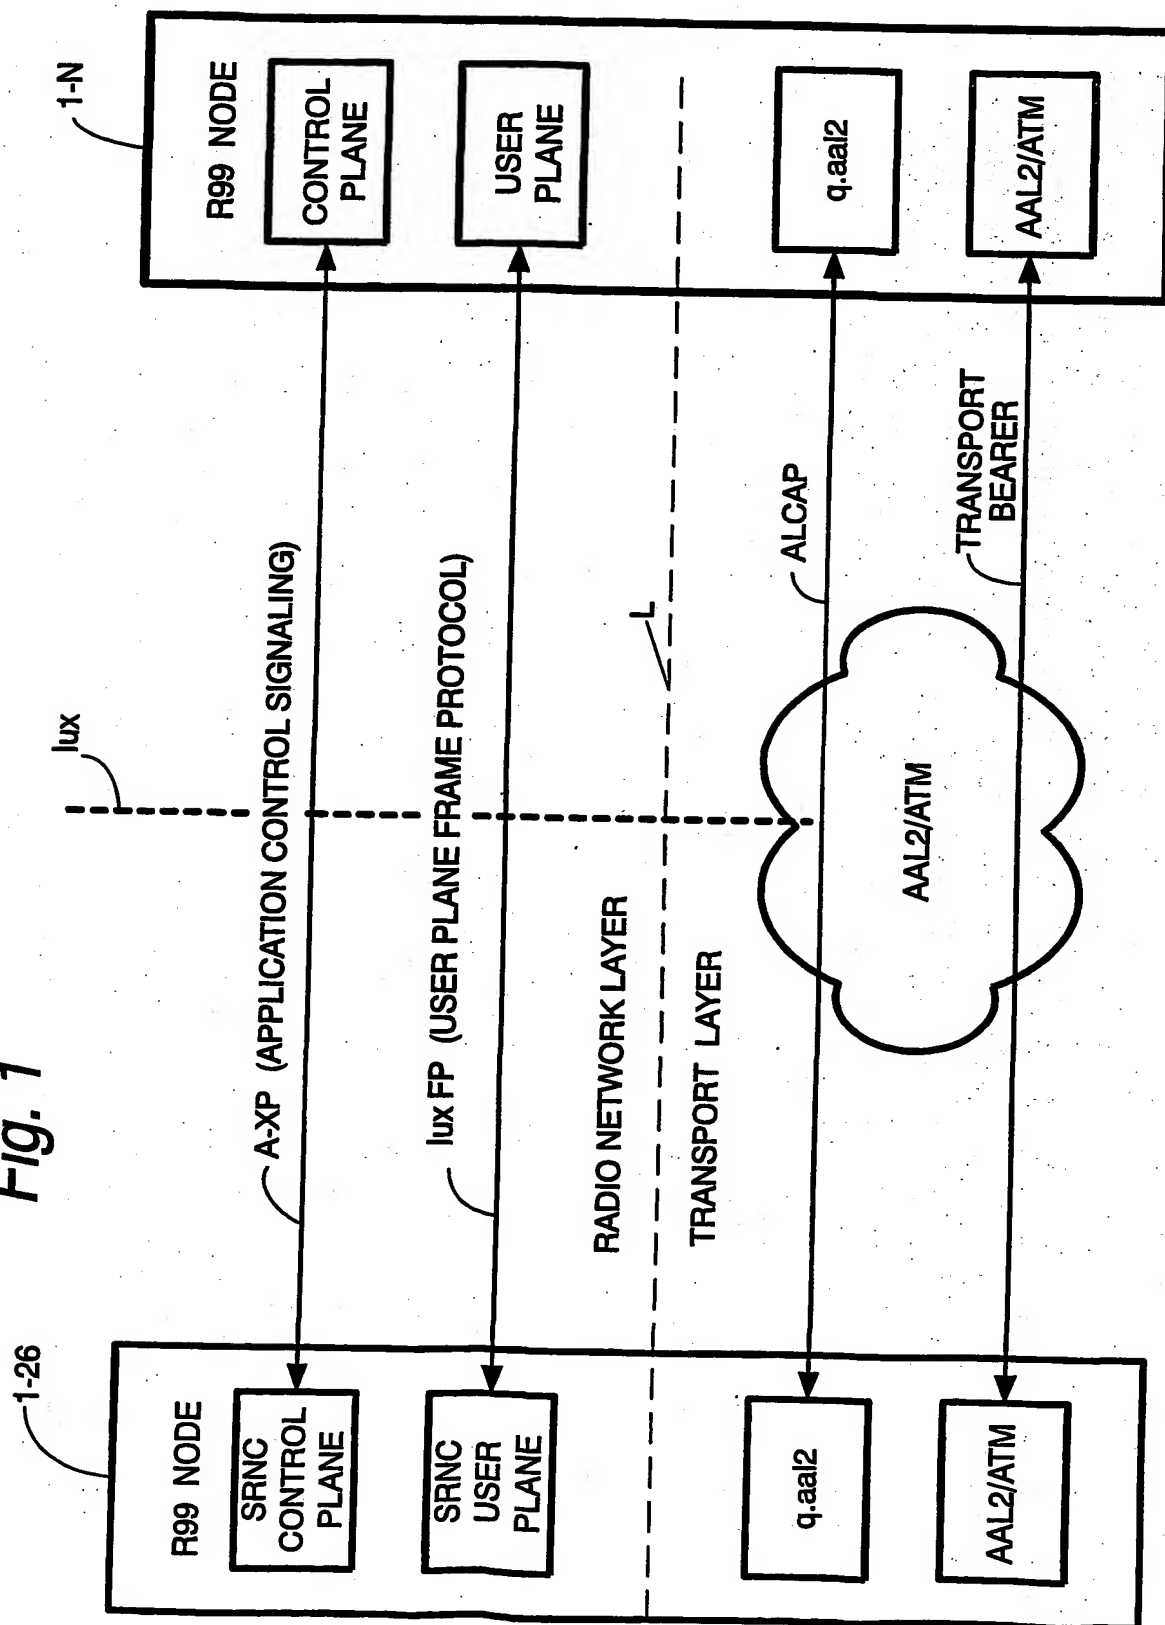 Fig. 1
1-26
R99 NODE
SRNC
CONTROL
PLANE
SRNC
USER
PLANE
q.aal2
AAL2/ATM
Iux
A-XP (APPLICATION CONTROL SIGNALING)
Iux FP (USER PLANE FRAME PROTOCOL)
RADIO NETWORK LAYER
L
TRANSPORT LAYER
ALCAP
AAL2/ATM
TRANSPORT
BEARER
1-N
R99 NODE
CONTROL
PLANE
USER
PLANE
q.aal2
AAL2/ATM